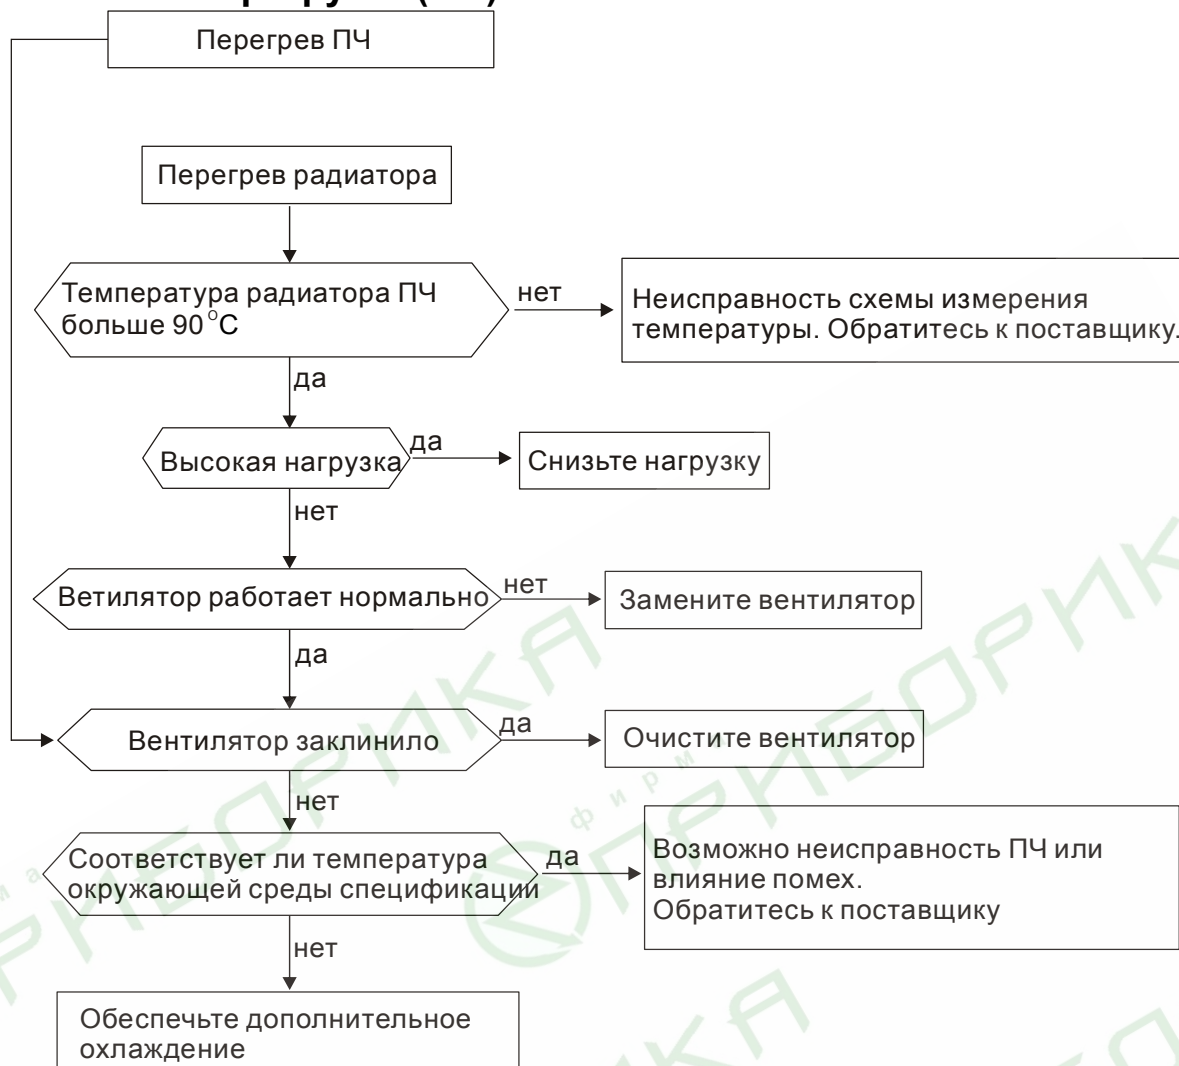 Перегрев ПЧ
Перегрев радиатора
Температура радиатора ПЧ
больше 90 °C
нет
Неисправность схемы измерения
температуры. Обратитесь к поставщику.
да
Высокая нагрузка
да
Снизьте нагрузку
нет
Ветилятор работает нормально
нет
Замените вентилятор
да
Вентилятор заклинило
да
Очистите вентилятор
нет
Соответствует ли температура
окружающей среды спецификации
да
Возможно неисправность ПЧ или
влияние помех.
Обратитесь к поставщику
нет
Обеспечьте дополнительное
охлаждение
фирма
ПРИБОРИКА